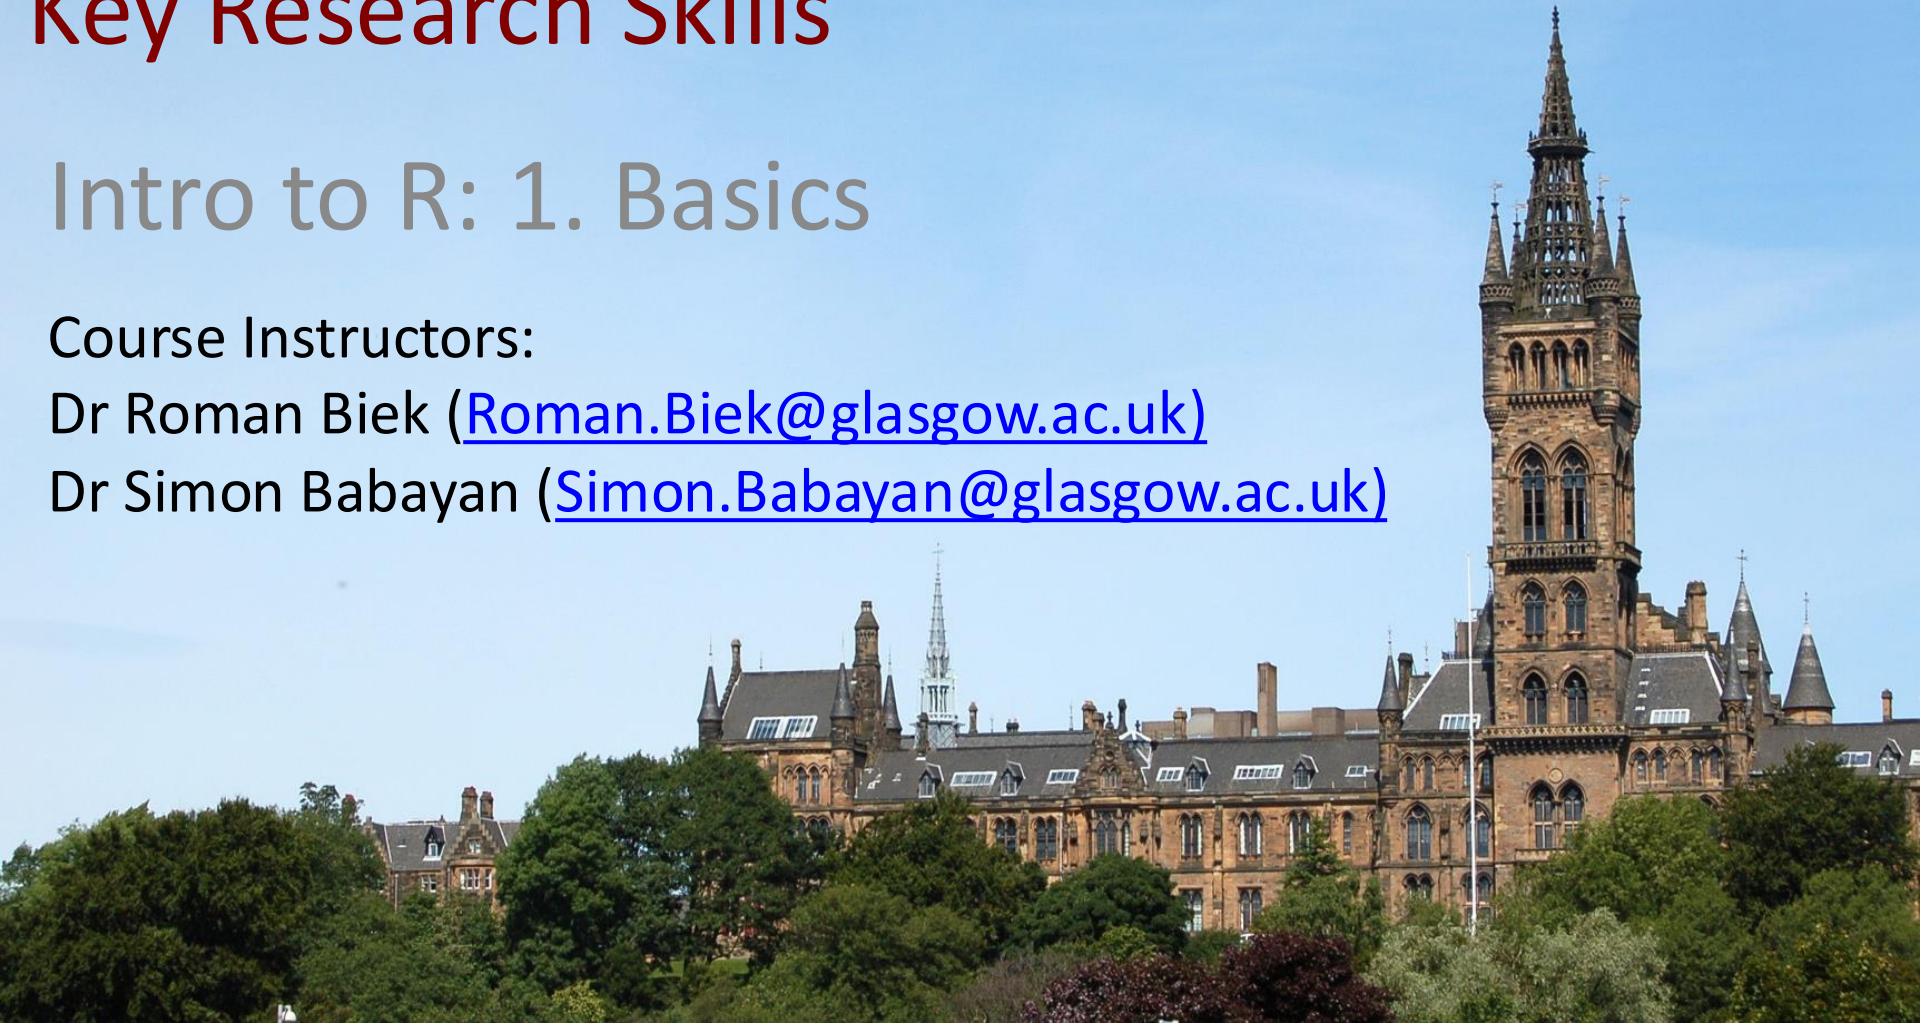 Key Research Skills
Intro to R: 1. Basics
Course Instructors:
Dr Roman Biek (Roman.Biek@glasgow.ac.uk)
Dr Simon Babayan (Simon.Babayan@glasgow.ac.uk)